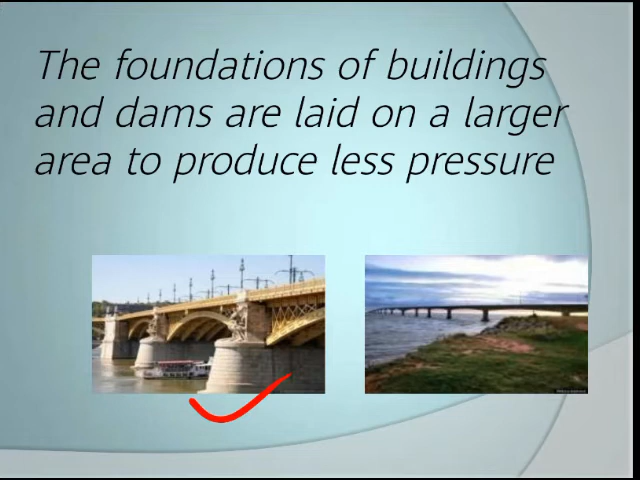 The foundations of buildings
and dams are laid on a larger
area to produce less pressure